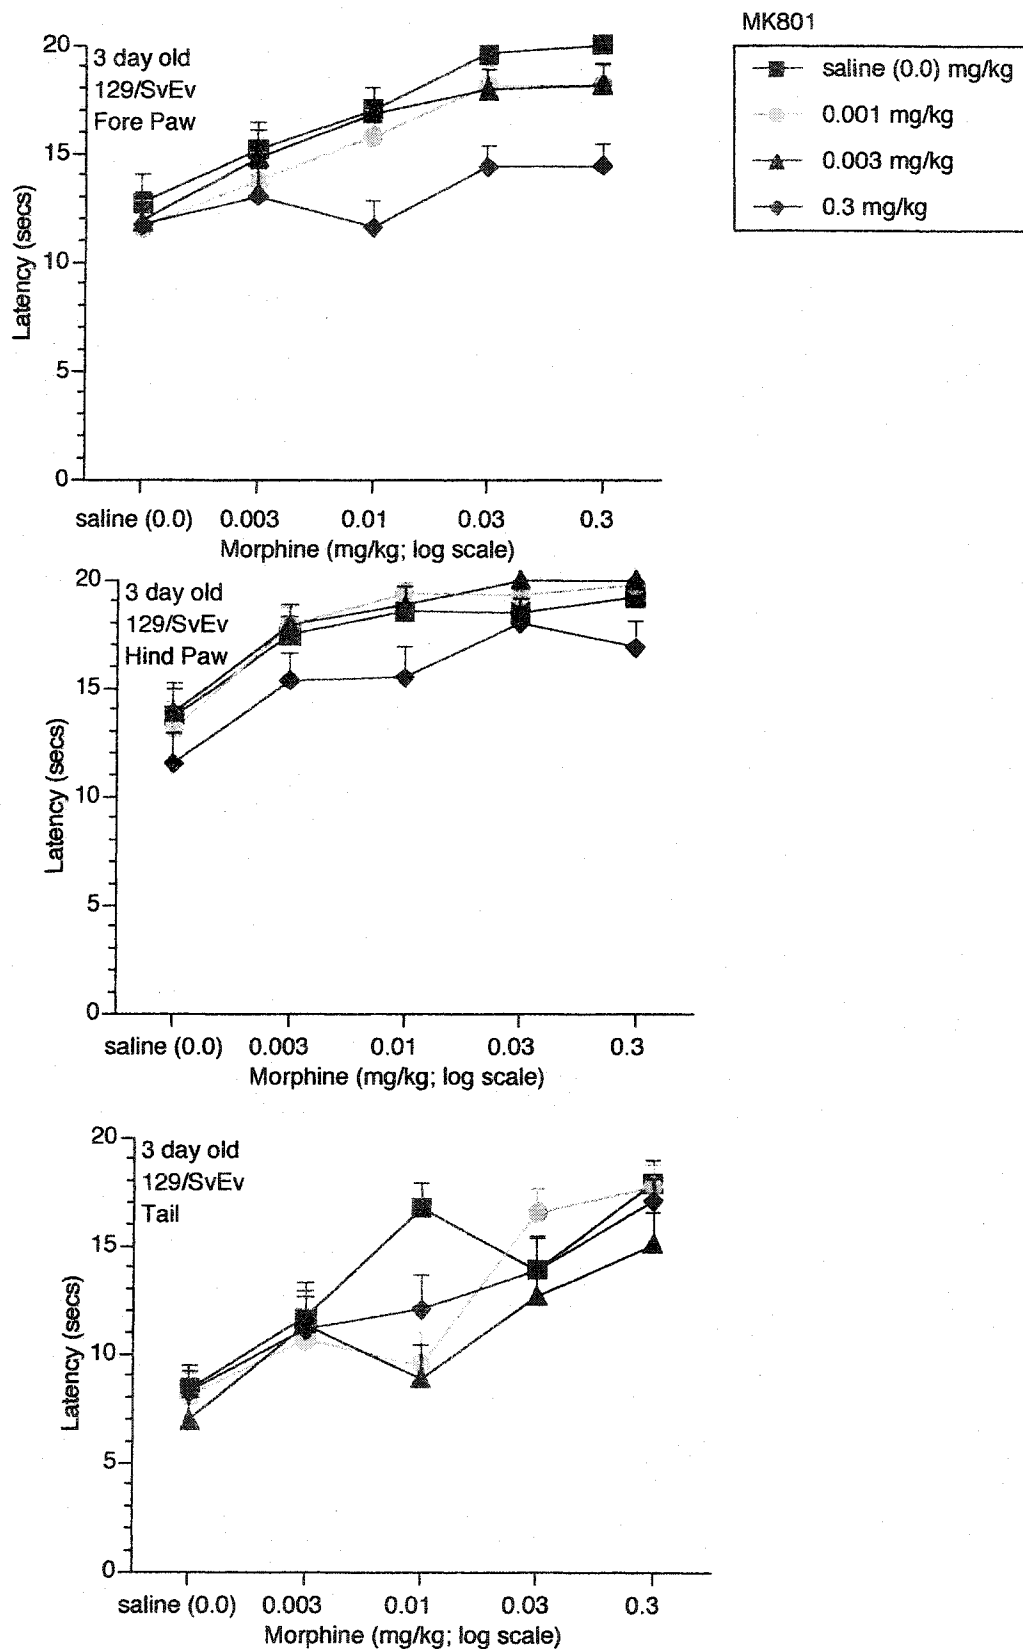 MK801
saline (0.0) mg/kg
0.001 mg/kg
0.003 mg/kg
0.3 mg/kg
20
15
10
5
0
3 day old
129/SvEv
Fore Paw
Latency (secs)
saline (0.0) 0.003 0.01 0.03 0.3
Morphine (mg/kg; log scale)
20
15
10
5
0
3 day old
129/SvEv
Hind Paw
Latency (secs)
saline (0.0) 0.003 0.01 0.03 0.3
Morphine (mg/kg; log scale)
20
15
10
5
0
3 day old
129/SvEv
Tail
Latency (secs)
saline (0.0) 0.003 0.01 0.03 0.3
Morphine (mg/kg; log scale)